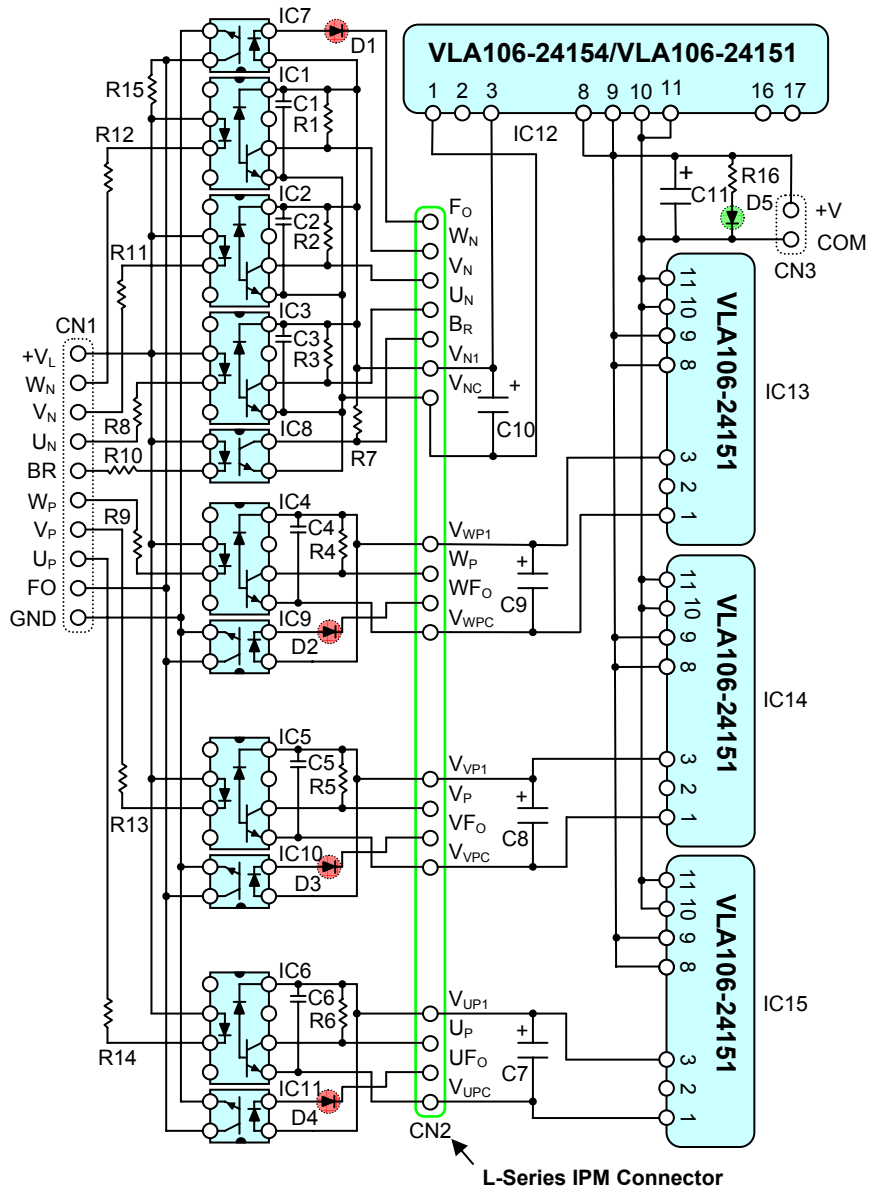 IC7
D1
VLA106-24154/VLA106-24151
1 2 3 8 9 10 11 16 17
IC12
R15
IC1
C1
R1
R12
R16
C11
+
D5
+V
COM
CN3
IC2
C2
R2
R11
FO
WN
VN
UN
BR
VN1
VNC
IC3
C3
R3
R8
R7
+
C10
CN1
+VL
WN
VN
UN
BR
WP
VP
UP
FO
GND
IC8
R10
R9
11
10
9
8
3
2
1
VLA106-24151
IC13
IC4
C4
R4
VWP1
WP
WFO
VWPC
+
C9
IC9
D2
11
10
9
8
3
2
1
VLA106-24151
IC14
IC5
C5
R5
R13
VVP1
VP
VFO
VVPC
+
C8
IC10
D3
11
10
9
8
3
2
1
VLA106-24151
IC15
IC6
C6
R6
R14
VUP1
UP
UFO
VUPC
+
C7
IC11
D4
CN2
L-Series IPM Connector